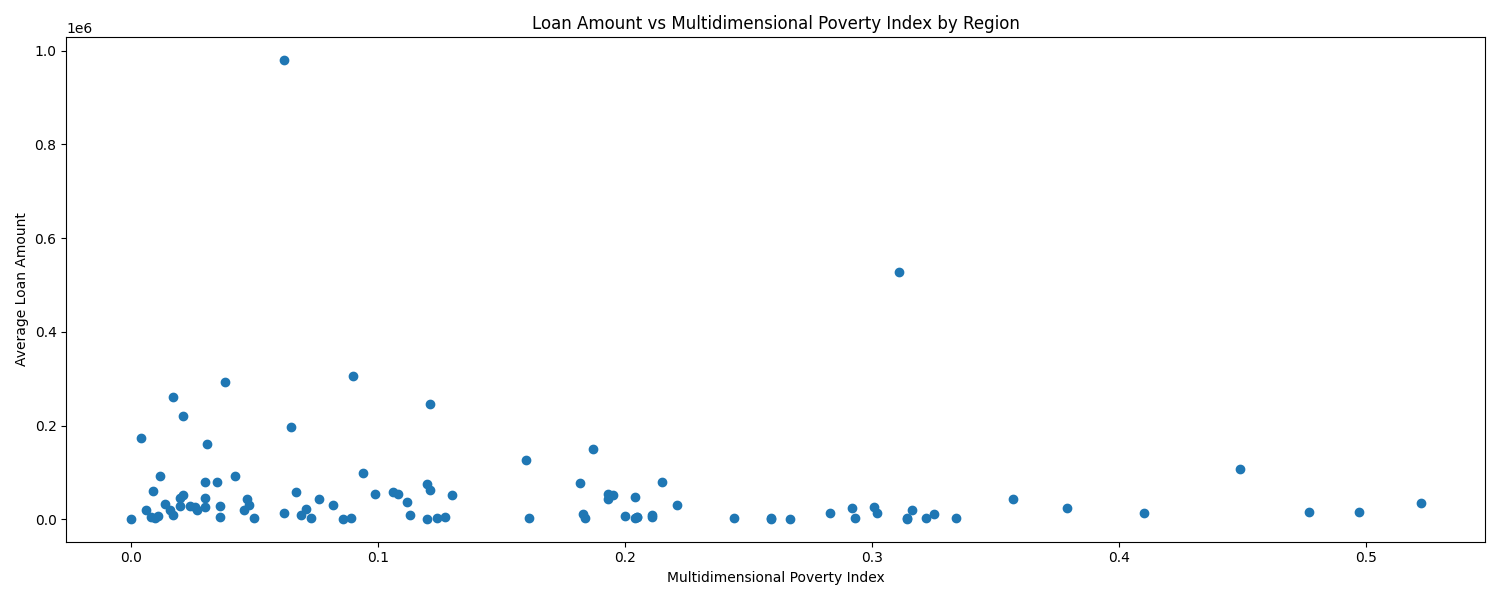 Loan Amount vs Multidimensional Poverty Index by Region
1e6
1.0
0.8
0.6
0.4
0.2
0.0
Average Loan Amount
0.0 0.1 0.2 0.3 0.4 0.5
Multidimensional Poverty Index